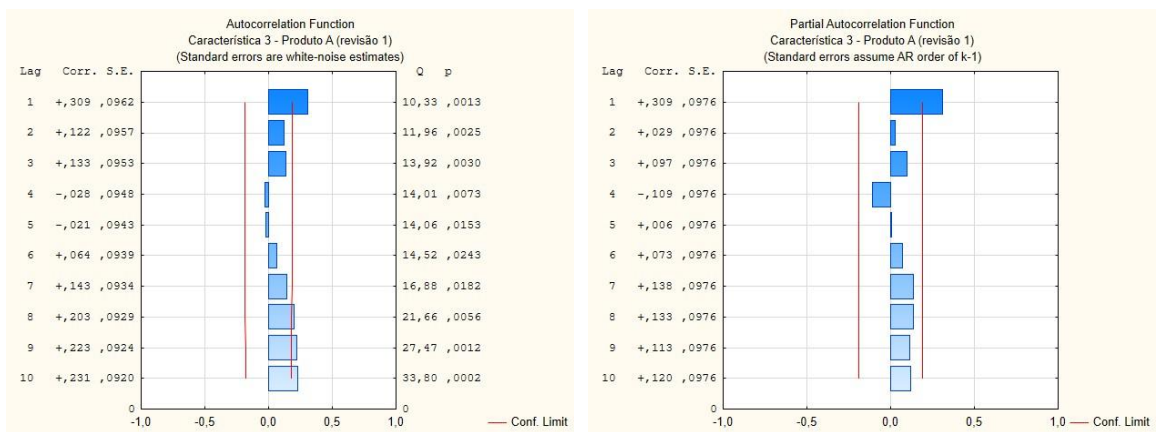 Autocorrelation Function
Característica 3 - Produto A (revisão 1)
(Standard errors are white-noise estimates)
Lag Corr. S.E. Q p
1 +,309 ,0962 10,33 ,0013
2 +,122 ,0957 11,96 ,0025
3 +,133 ,0953 13,92 ,0030
4 -,028 ,0948 14,01 ,0073
5 -,021 ,0943 14,06 ,0153
6 +,064 ,0939 14,52 ,0243
7 +,143 ,0934 16,88 ,0182
8 +,203 ,0929 21,66 ,0056
9 +,223 ,0924 27,47 ,0012
10 +,231 ,0920 33,80 ,0002
0 0
-1,0 -0,5 0,0 0,5 1,0 Conf. Limit
Partial Autocorrelation Function
Característica 3 - Produto A (revisão 1)
(Standard errors assume AR order of k-1)
Lag Corr. S.E.
1 +,309 ,0976
2 +,029 ,0976
3 +,097 ,0976
4 -,109 ,0976
5 +,006 ,0976
6 +,073 ,0976
7 +,138 ,0976
8 +,133 ,0976
9 +,113 ,0976
10 +,120 ,0976
0
-1,0 -0,5 0,0 0,5 1,0 Conf. Limit